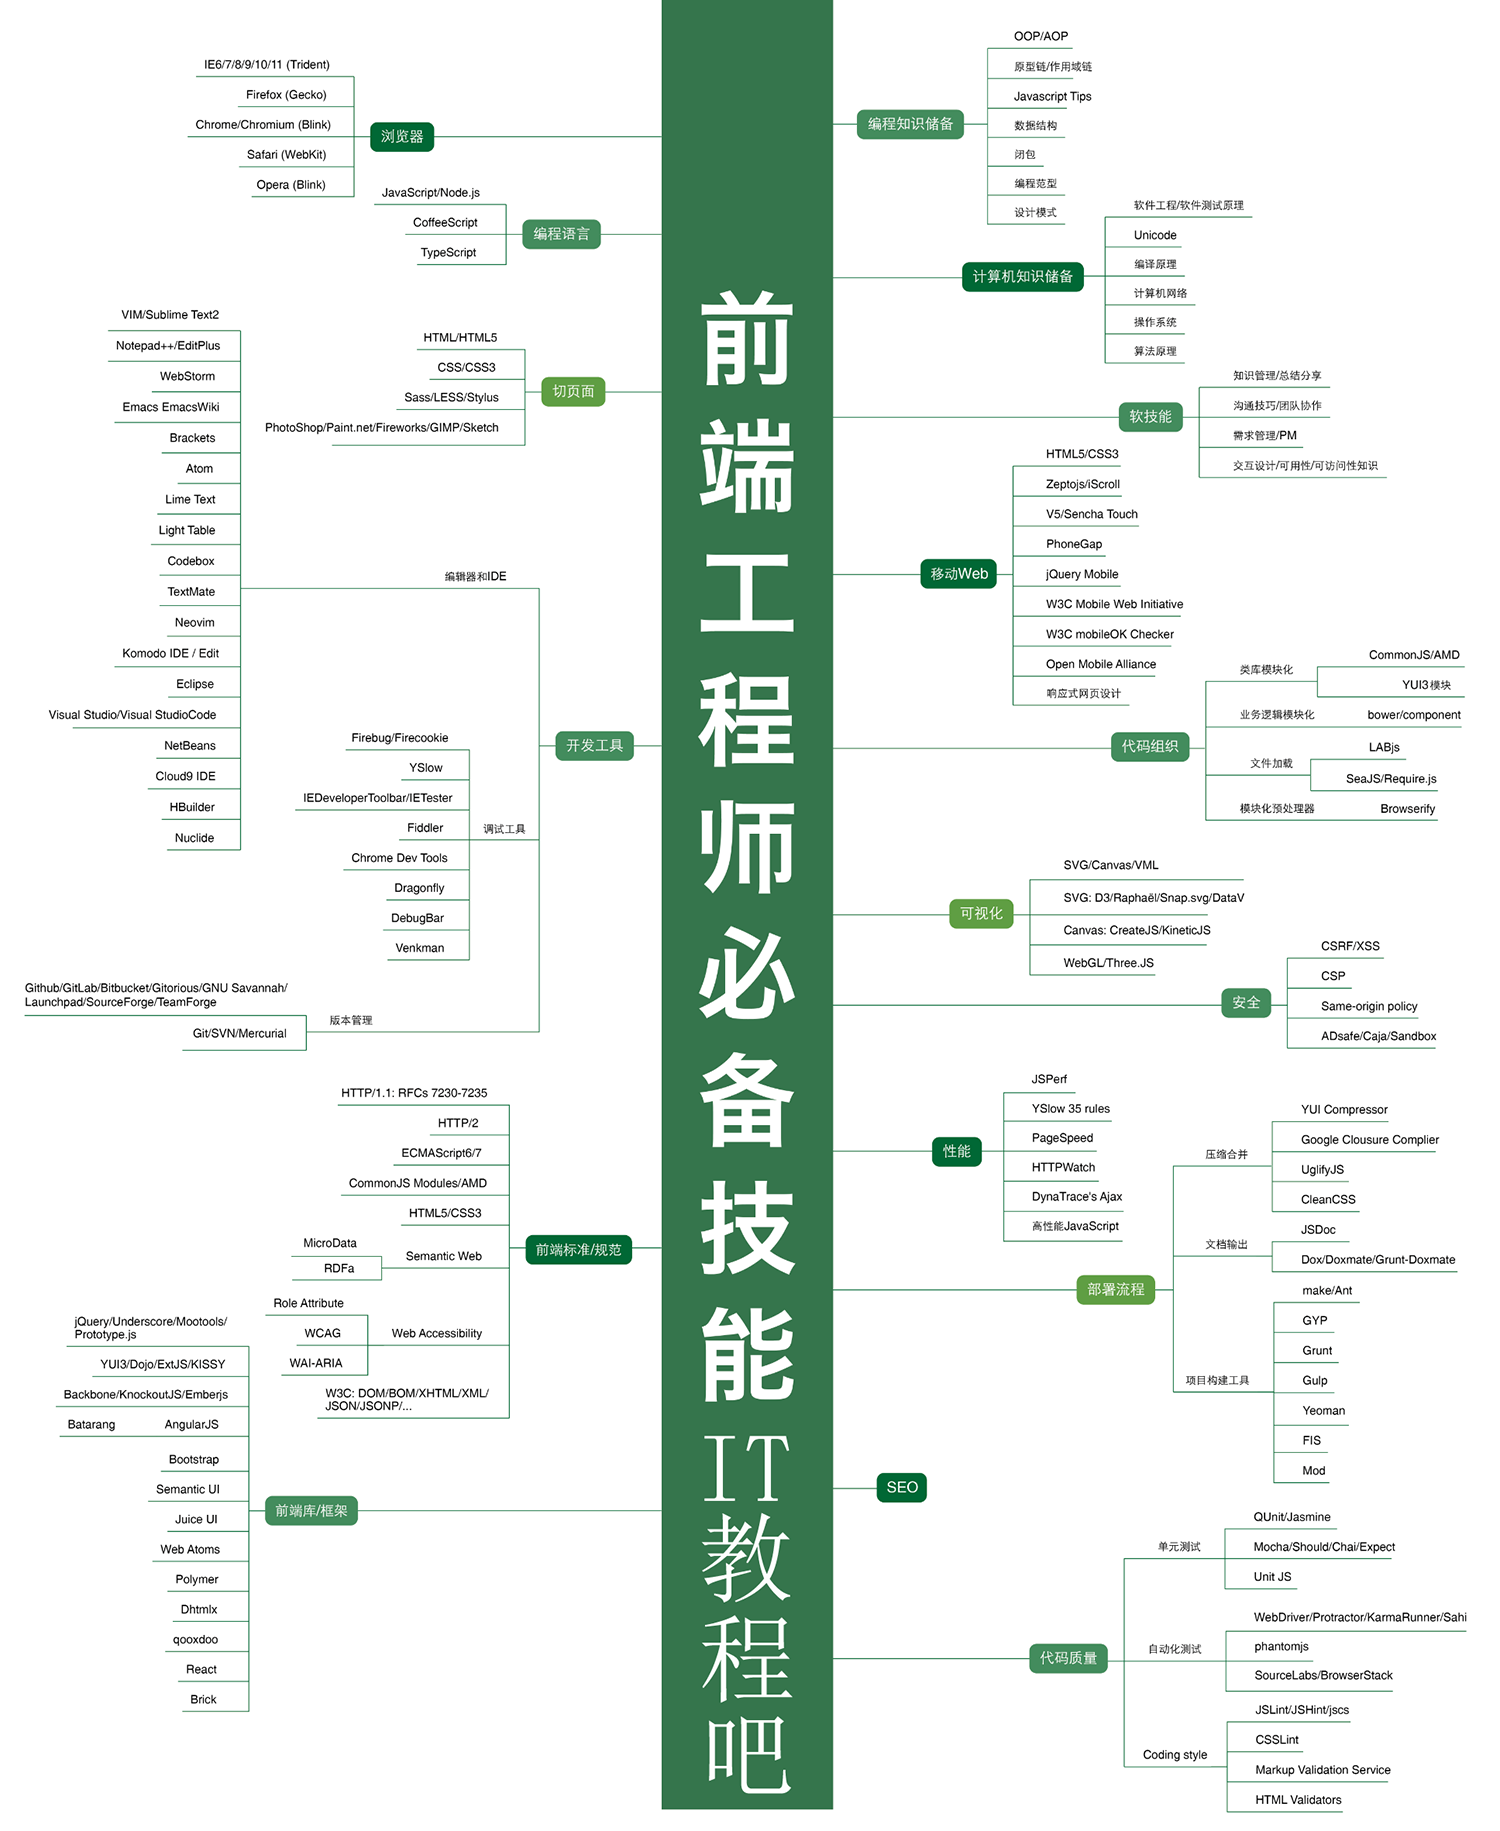 前端工程师必备技能IT教程吧
浏览器
IE6/7/8/9/10/11 (Trident)
Firefox (Gecko)
Chrome/Chromium (Blink)
Safari (WebKit)
Opera (Blink)
编程语言
JavaScript/Node.js
CoffeeScript
TypeScript
切页面
HTML/HTML5
CSS/CSS3
Sass/LESS/Stylus
PhotoShop/Paint.net/Fireworks/GIMP/Sketch
开发工具
编辑器和IDE
VIM/Sublime Text2
Notepad++/EditPlus
WebStorm
Emacs EmacsWiki
Brackets
Atom
Lime Text
Light Table
Codebox
TextMate
Neovim
Komodo IDE / Edit
Eclipse
Visual Studio/Visual StudioCode
NetBeans
Cloud9 IDE
HBuilder
Nuclide
调试工具
Firebug/Firecookie
YSlow
IEDeveloperToolbar/IETester
Fiddler
Chrome Dev Tools
Dragonfly
DebugBar
Venkman
版本管理
Github/GitLab/Bitbucket/Gitorious/GNU Savannah/
Launchpad/SourceForge/TeamForge
Git/SVN/Mercurial
前端标准/规范
HTTP/1.1: RFCs 7230-7235
HTTP/2
ECMAScript6/7
CommonJS Modules/AMD
HTML5/CSS3
Semantic Web
MicroData
RDFa
Web Accessibility
Role Attribute
WCAG
WAI-ARIA
W3C: DOM/BOM/XHTML/XML/
JSON/JSONP/...
前端库/框架
jQuery/Underscore/Mootools/
Prototype.js
YUI3/Dojo/ExtJS/KISSY
Backbone/KnockoutJS/Emberjs
AngularJS
Batarang
Bootstrap
Semantic UI
Juice UI
Web Atoms
Polymer
Dhtmlx
qooxdoo
React
Brick
编程知识储备
OOP/AOP
原型链/作用域链
Javascript Tips
数据结构
闭包
编程范型
设计模式
计算机知识储备
软件工程/软件测试原理
Unicode
编译原理
计算机网络
操作系统
算法原理
软技能
知识管理/总结分享
沟通技巧/团队协作
需求管理/PM
交互设计/可用性/可访问性知识
移动Web
HTML5/CSS3
Zeptojs/iScroll
V5/Sencha Touch
PhoneGap
jQuery Mobile
W3C Mobile Web Initiative
W3C mobileOK Checker
Open Mobile Alliance
响应式网页设计
代码组织
类库模块化
CommonJS/AMD
YUI3模块
业务逻辑模块化
bower/component
文件加载
LABjs
SeaJS/Require.js
模块化预处理器
Browserify
可视化
SVG/Canvas/VML
SVG: D3/Raphaël/Snap.svg/DataV
Canvas: CreateJS/KineticJS
WebGL/Three.JS
安全
CSRF/XSS
CSP
Same-origin policy
ADsafe/Caja/Sandbox
性能
JSPerf
YSlow 35 rules
PageSpeed
HTTPWatch
DynaTrace's Ajax
高性能JavaScript
部署流程
压缩合并
YUI Compressor
Google Clousure Complier
UglifyJS
CleanCSS
文档输出
JSDoc
Dox/Doxmate/Grunt-Doxmate
项目构建工具
make/Ant
GYP
Grunt
Gulp
Yeoman
FIS
Mod
SEO
代码质量
单元测试
QUnit/Jasmine
Mocha/Should/Chai/Expect
Unit JS
自动化测试
WebDriver/Protractor/KarmaRunner/Sahi
phantomjs
SourceLabs/BrowserStack
Coding style
JSLint/JSHint/jscs
CSSLint
Markup Validation Service
HTML Validators